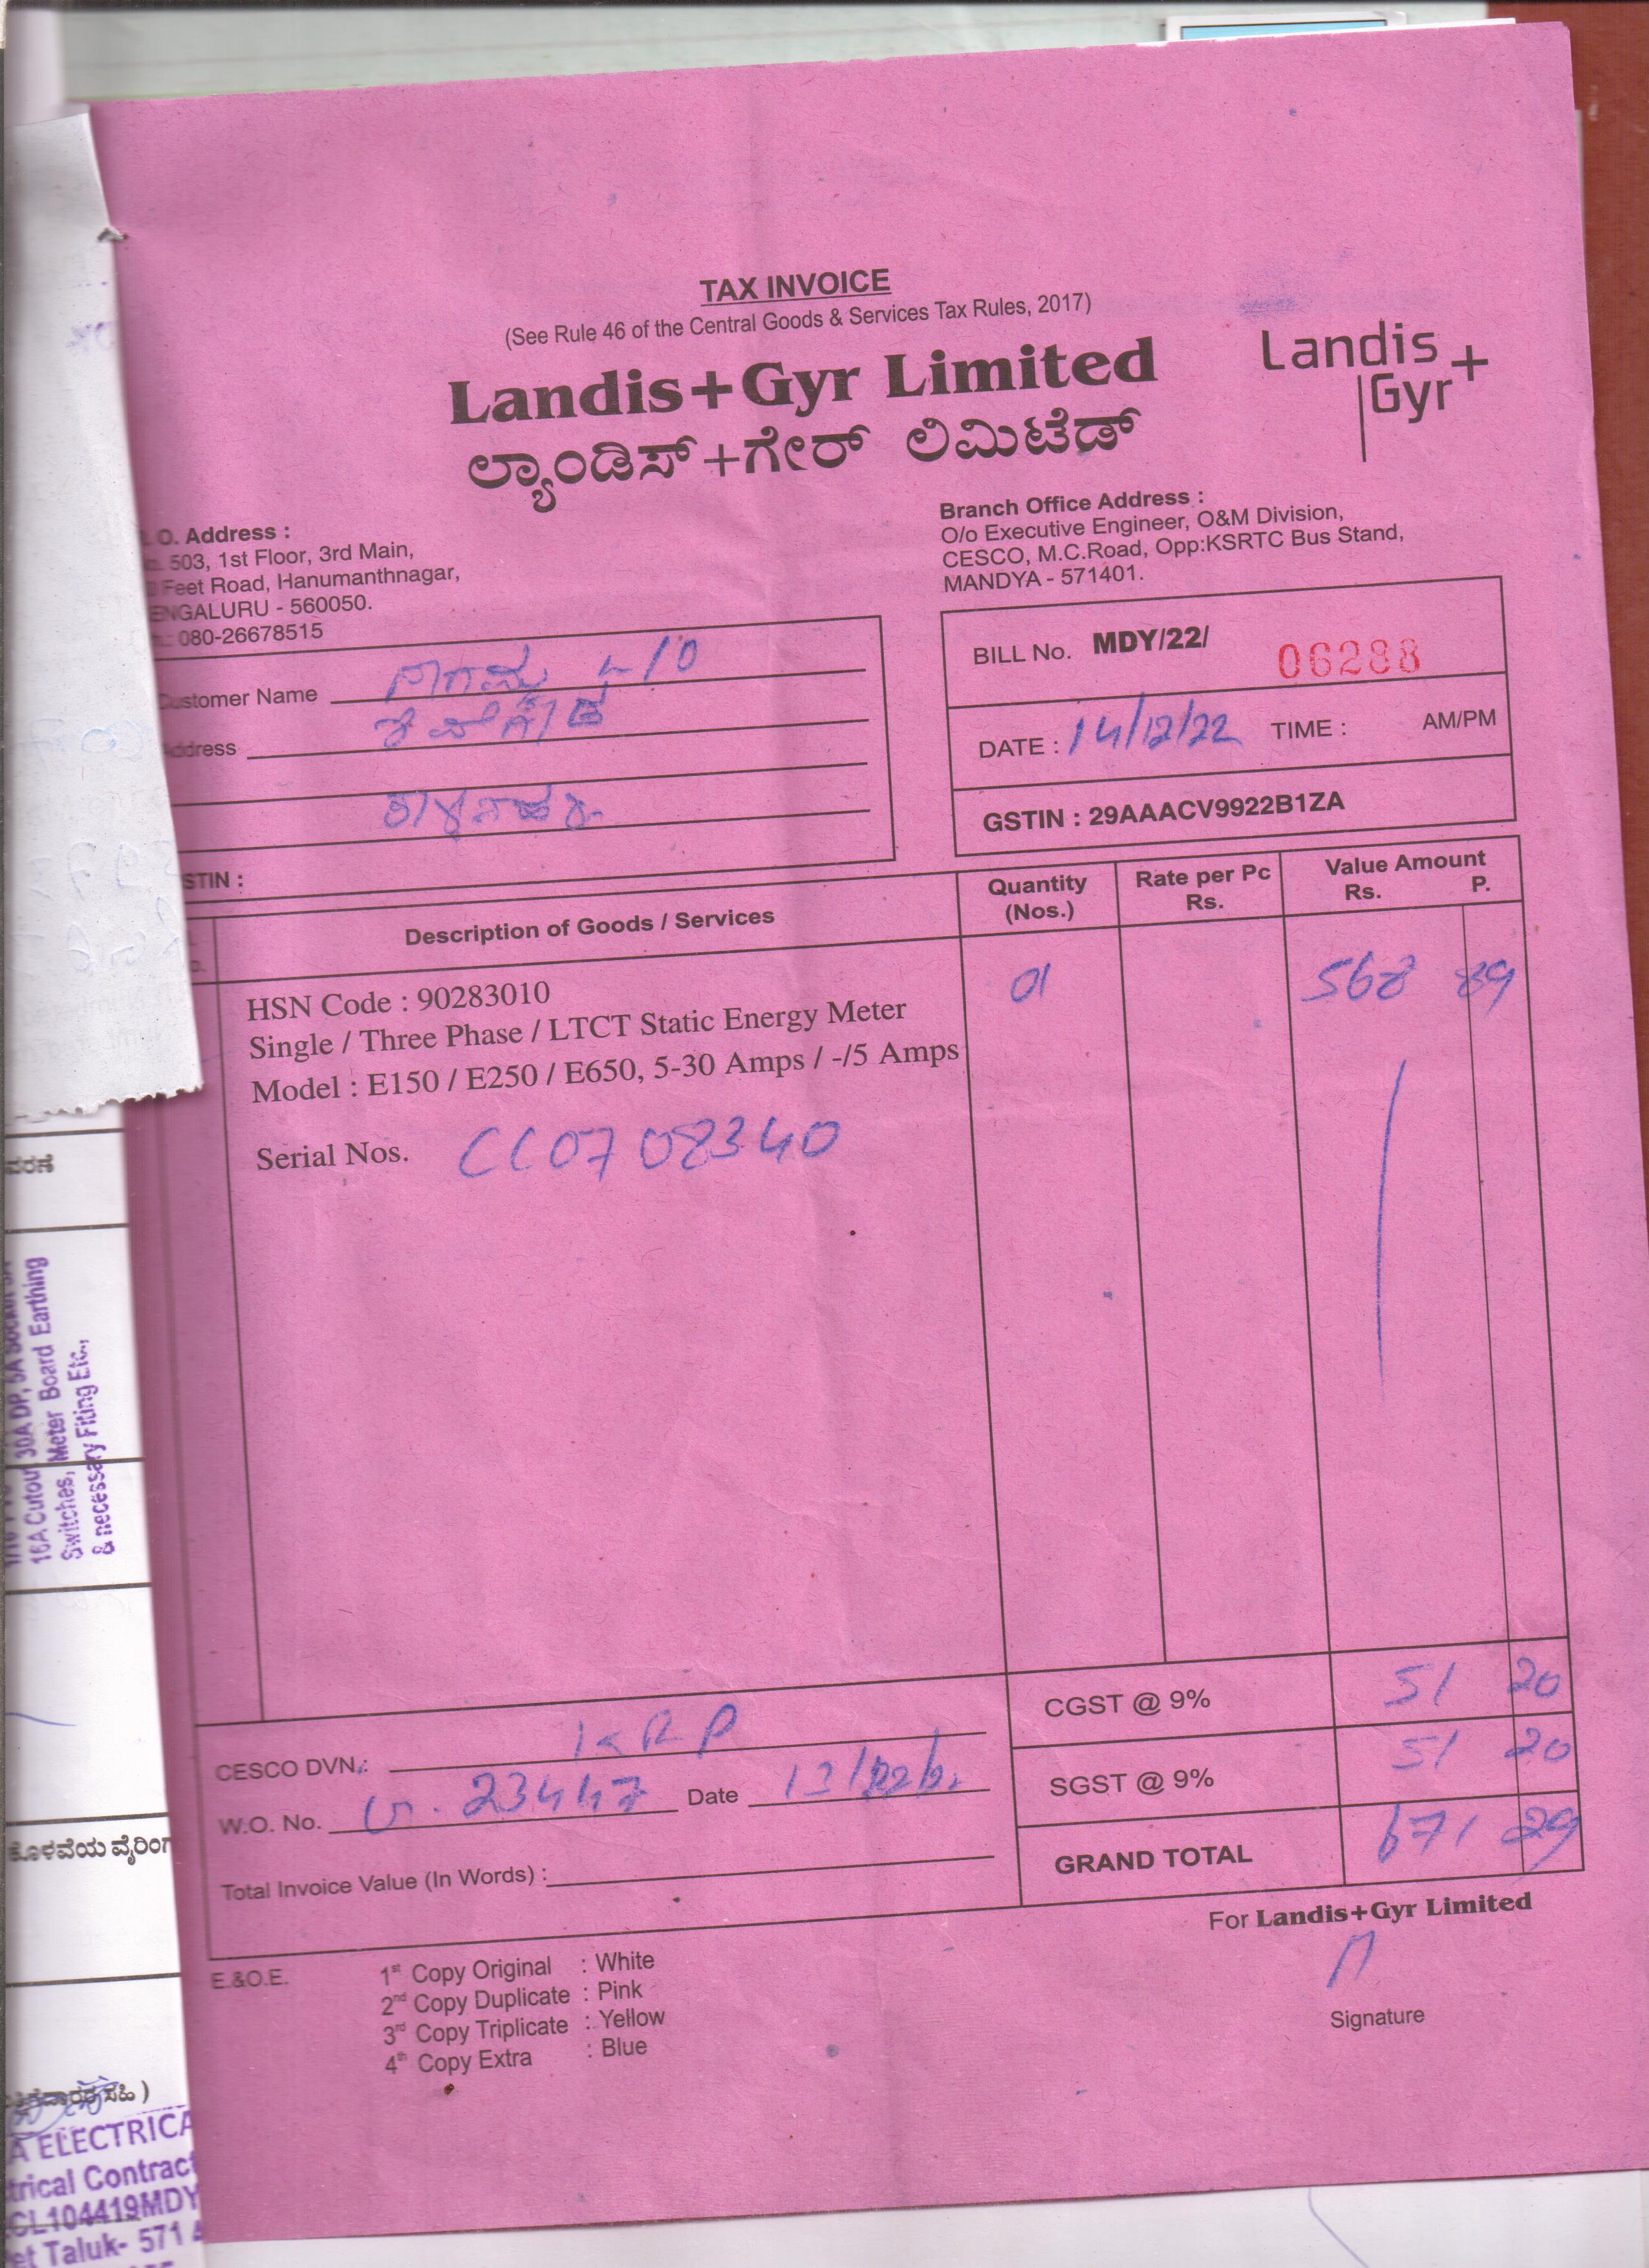 TAX INVOICE
(See Rule 46 of the Central Goods & Services Tax Rules, 2017)
Landis+Gyr Limited
ಲ್ಯಾಂಡಿಸ್+ಗೇರ್ ಲಿಮಿಟೆಡ್
Landis
Gyr+
O. Address :
503, 1st Floor, 3rd Main,
Feet Road, Hanumanthnagar,
ENGALURU - 560050.
: 080-26678515
Branch Office Address :
O/o Executive Engineer, O&M Division,
CESCO, M.C.Road, Opp:KSRTC Bus Stand,
MANDYA - 571401.
Customer Name
Address
STIN :
BILL No. MDY/22/ 06288
DATE : 14/12/22 TIME : AM/PM
GSTIN : 29AAACV9922B1ZA
Description of Goods / Services
Quantity (Nos.)
Rate per Pc Rs.
Value Amount Rs. P.
HSN Code : 90283010 01 568 89
Single / Three Phase / LTCT Static Energy Meter
Model : E150 / E250 / E650, 5-30 Amps / -/5 Amps
Serial Nos. CC0708340
CGST @ 9% 51 20
SGST @ 9% 51 20
GRAND TOTAL 671 29
CESCO DVN.: KRP
W.O. No. 23447 Date
Total Invoice Value (In Words) :
For Landis+Gyr Limited
Signature
E.&O.E.
1st Copy Original : White
2nd Copy Duplicate : Pink
3rd Copy Triplicate : Yellow
4th Copy Extra : Blue
16A Cutout 30A DP, 5A
Switches, Meter Board Earthing
& necessary Fiting Etc.,
ಕೊಳವೆಯ ವೈರಿಂಗ್
A ELECTRICA
trical Contract
CL104419MDY
et Taluk- 571